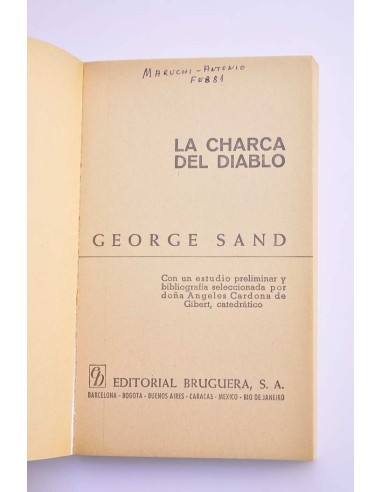 MARUCHI - ANTONIO
FEB 81
LA CHARCA
DEL DIABLO
GEORGE SAND
Con un estudio preliminar y
bibliografía seleccionada por
doña Angeles Cardona de
Gibert, catedrático
EDITORIAL BRUGUERA, S. A.
BARCELONA - BOGOTA - BUENOS AIRES - CARACAS - MEXICO - RIO DE JANEIRO